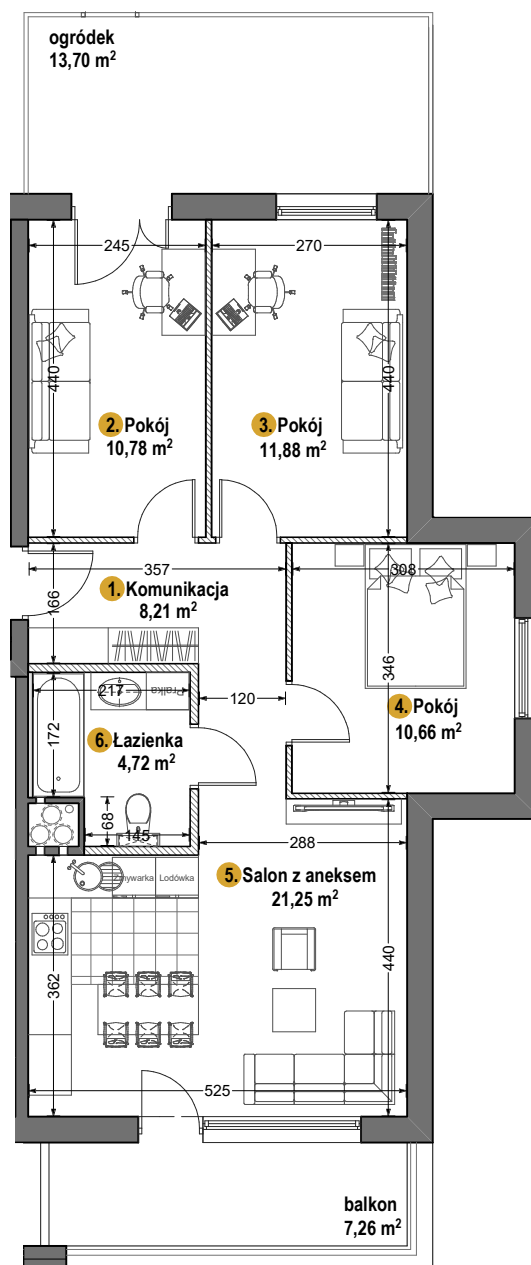 ogródek
13,70 m²
245
270
440
440
2. Pokój
10,78 m²
3. Pokój
11,88 m²
357
308
1. Komunikacja
8,21 m²
166
346
217
Pralka
120
4. Pokój
10,66 m²
172
6. Łazienka
4,72 m²
68
145
288
Zmywarka
Lodówka
5. Salon z aneksem
21,25 m²
362
440
525
balkon
7,26 m²